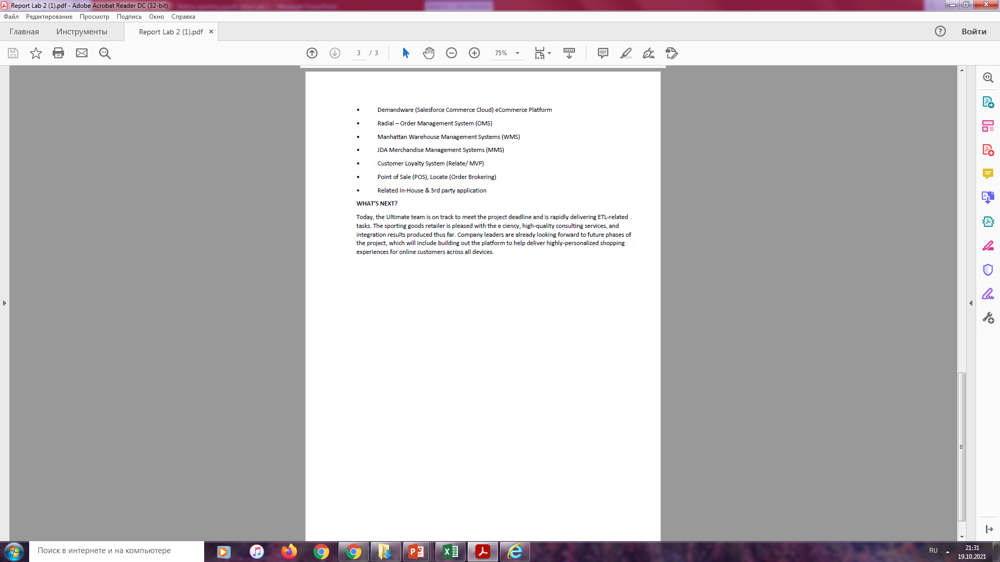 Report Lab 2 (1).pdf - Adobe Acrobat Reader DC (32-bit)
Файл Редактирование Просмотр Подпись Окно Справка
Главная Инструменты Report Lab 2 (1).pdf × Войти
3 / 3 75%
• Demandware (Salesforce Commerce Cloud) eCommerce Platform
• Radial – Order Management System (OMS)
• Manhattan Warehouse Management Systems (WMS)
• JDA Merchandise Management Systems (MMS)
• Customer Loyalty System (Relate/ MVP)
• Point of Sale (POS), Locate (Order Brokering)
• Related In-House & 3rd party application
WHAT’S NEXT?
Today, the Ultimate team is on track to meet the project deadline and is rapidly delivering ETL-related
tasks. The sporting goods retailer is pleased with the e ciency, high-quality consulting services, and
integration results produced thus far. Company leaders are already looking forward to future phases of
the project, which will include building out the platform to help deliver highly-personalized shopping
experiences for online customers across all devices.
Поиск в интернете и на компьютере
RU
21:31
19.10.2021